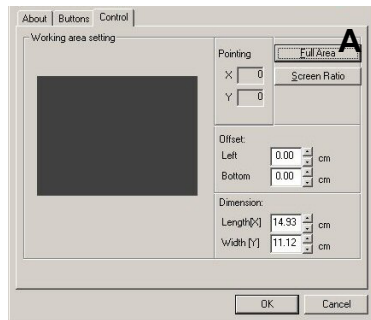 About Buttons Control
Working area setting
Pointing
X 0
Y 0
Full Area
A
Screen Ratio
Offset:
Left 0.00 cm
Bottom 0.00 cm
Dimension:
Length[X] 14.93 cm
Width [Y] 11.12 cm
OK Cancel